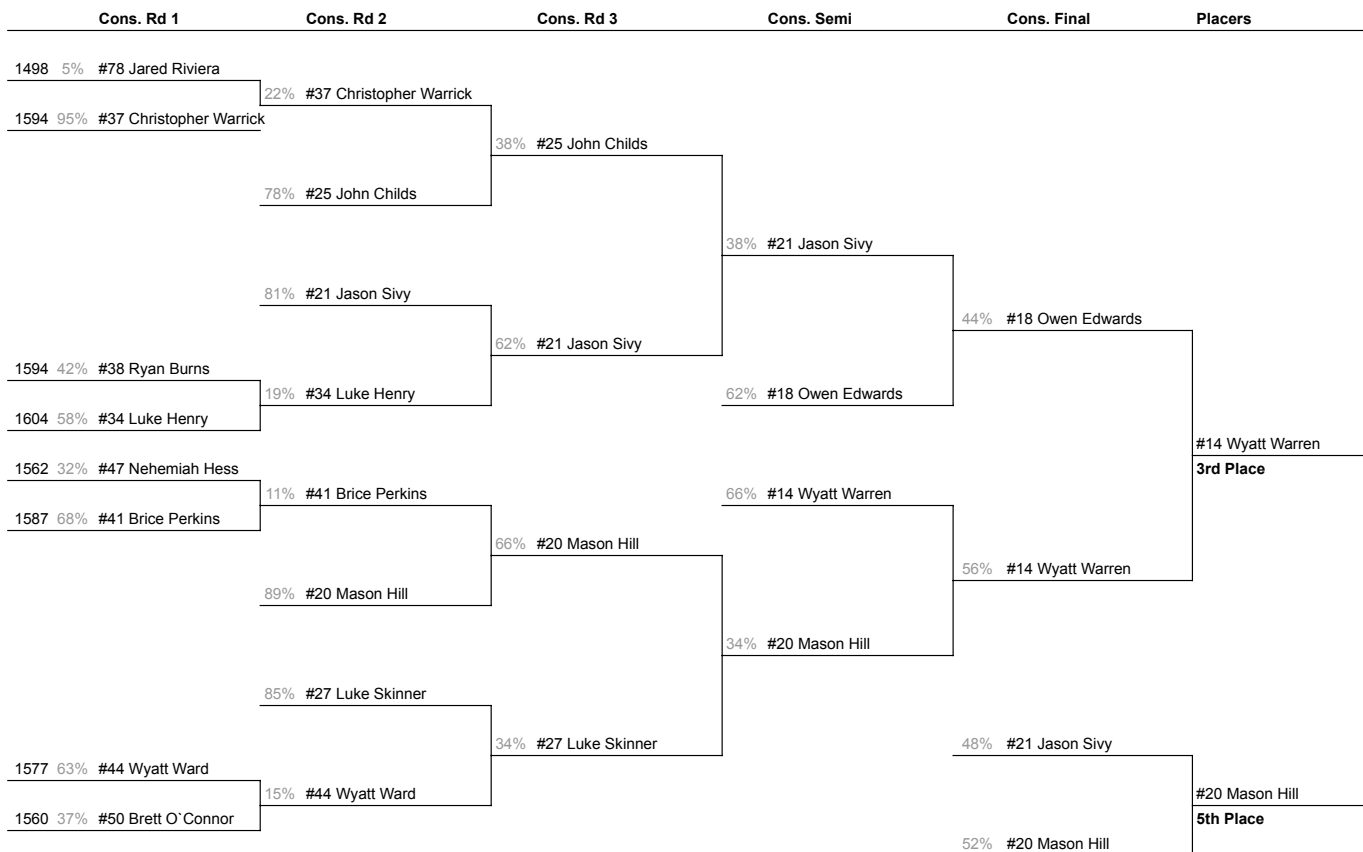 Cons. Rd 1 Cons. Rd 2 Cons. Rd 3 Cons. Semi Cons. Final Placers
1498 5% #78 Jared Riviera
22% #37 Christopher Warrick
1594 95% #37 Christopher Warrick
38% #25 John Childs
78% #25 John Childs
38% #21 Jason Sivy
81% #21 Jason Sivy
44% #18 Owen Edwards
62% #21 Jason Sivy
1594 42% #38 Ryan Burns
19% #34 Luke Henry
62% #18 Owen Edwards
1604 58% #34 Luke Henry
#14 Wyatt Warren
3rd Place
1562 32% #47 Nehemiah Hess
11% #41 Brice Perkins
66% #14 Wyatt Warren
1587 68% #41 Brice Perkins
66% #20 Mason Hill
56% #14 Wyatt Warren
89% #20 Mason Hill
34% #20 Mason Hill
85% #27 Luke Skinner
34% #27 Luke Skinner
48% #21 Jason Sivy
1577 63% #44 Wyatt Ward
15% #44 Wyatt Ward
#20 Mason Hill
5th Place
1560 37% #50 Brett O`Connor
52% #20 Mason Hill